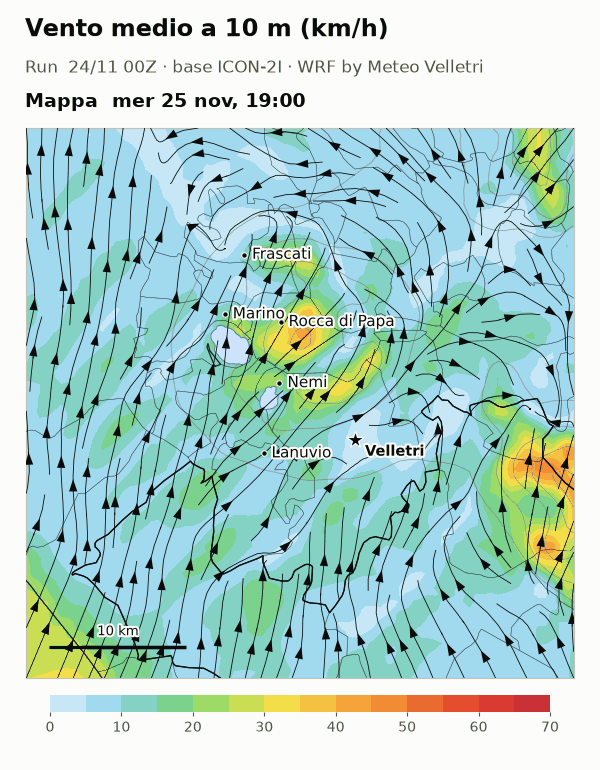 Vento medio a 10 m (km/h)
Run  24/11 00Z · base ICON-2I · WRF by Meteo Velletri
Mappa  mer 25 nov, 19:00
Frascati
Marino
Rocca di Papa
Nemi
Lanuvio
Velletri
10 km
0 10 20 30 40 50 60 70